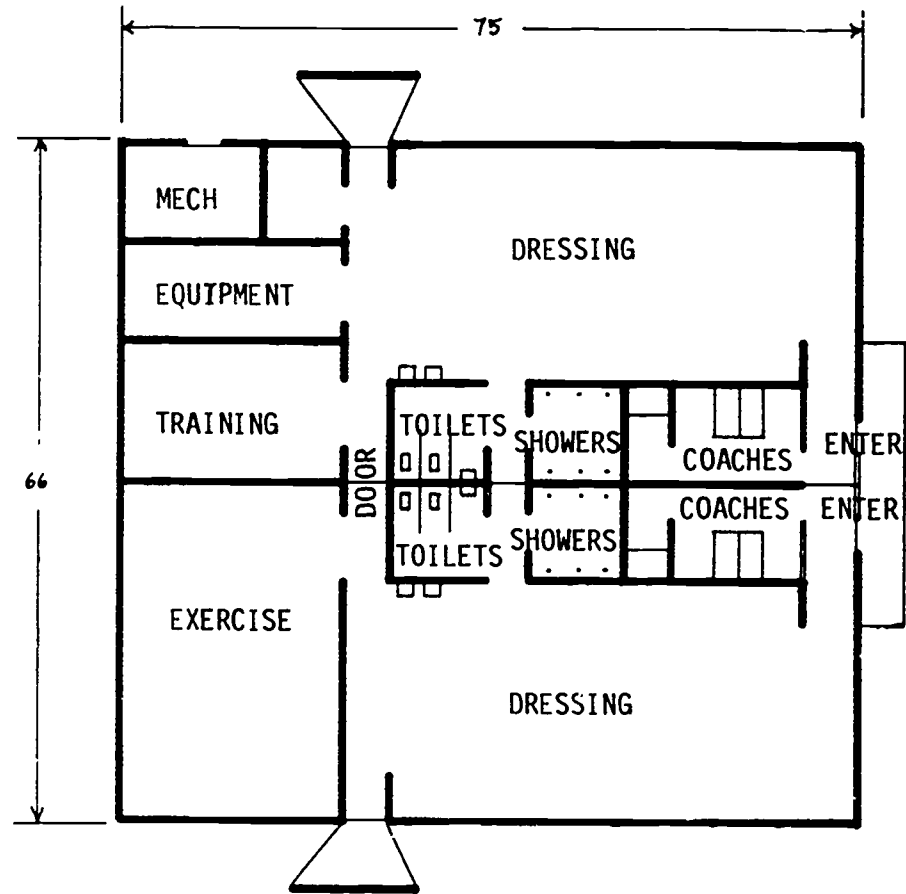 75
MECH
DRESSING
EQUIPMENT
TRAINING
TOILETS
SHOWERS
COACHES
ENTER
66
DOOR
COACHES
ENTER
SHOWERS
TOILETS
EXERCISE
DRESSING